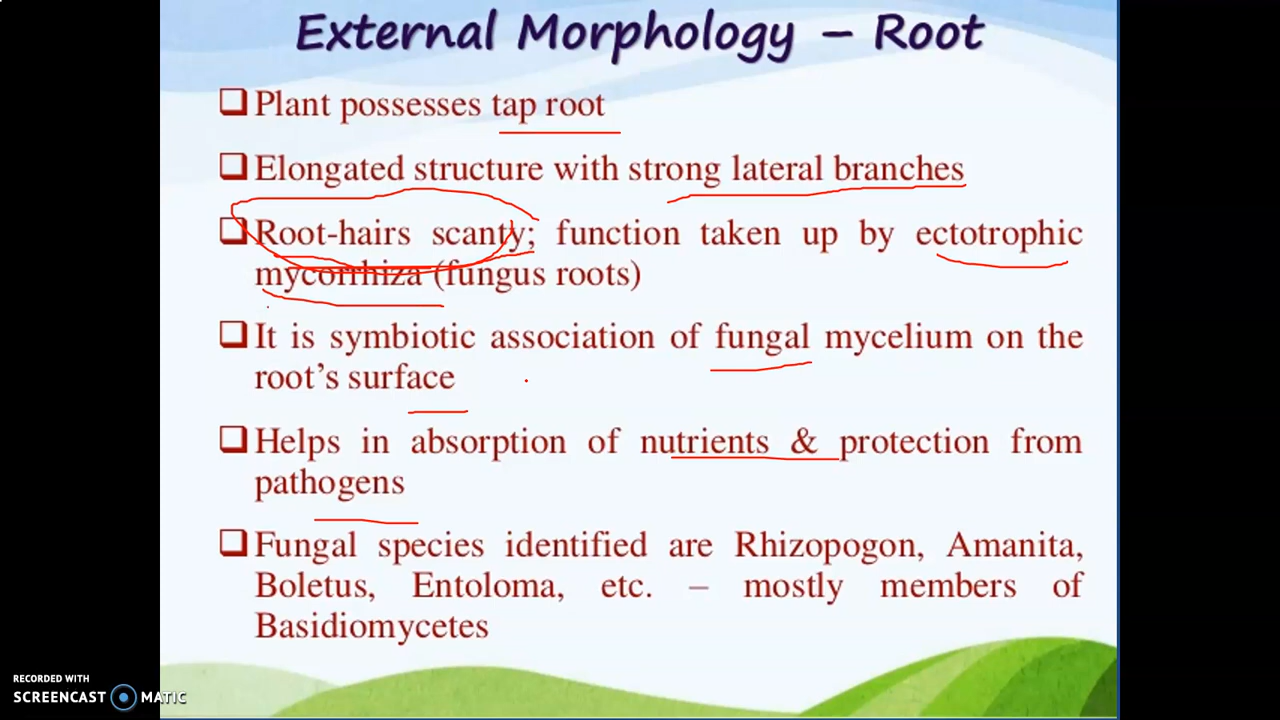 External Morphology – Root
❑ Plant possesses tap root
❑ Elongated structure with strong lateral branches
❑ Root-hairs scanty; function taken up by ectotrophic
mycorrhiza (fungus roots)
❑ It is symbiotic association of fungal mycelium on the
root's surface
❑ Helps in absorption of nutrients & protection from
pathogens
❑ Fungal species identified are Rhizopogon, Amanita,
Boletus, Entoloma, etc. – mostly members of
Basidiomycetes
RECORDED WITH
SCREENCAST MATIC